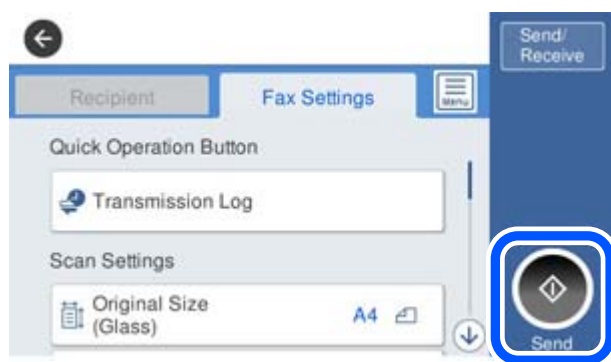 Send/
Receive
Recipient
Fax Settings
Menu
Quick Operation Button
Transmission Log
Scan Settings
Original Size
(Glass)
A4
Send